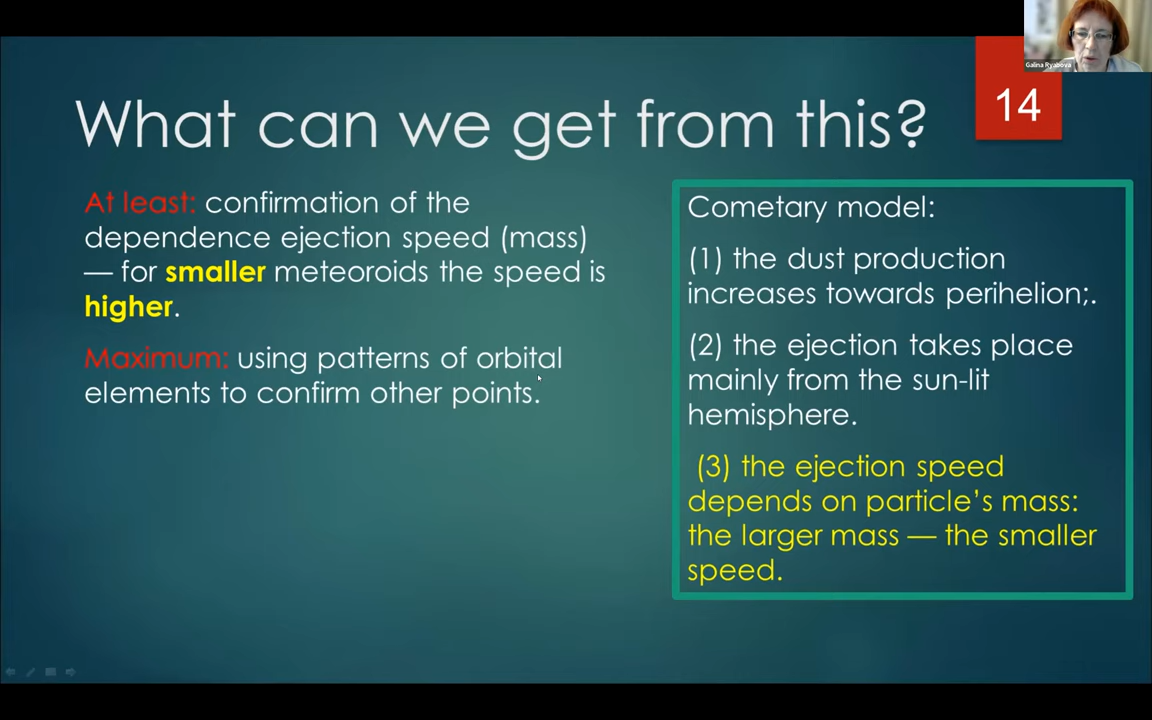 Galina Ryabova
14
What can we get from this?
At least: confirmation of the
dependence ejection speed (mass)
— for smaller meteoroids the speed is
higher.
Maximum: using patterns of orbital
elements to confirm other points.
Cometary model:
(1) the dust production
increases towards perihelion;.
(2) the ejection takes place
mainly from the sun-lit
hemisphere.
(3) the ejection speed
depends on particle’s mass:
the larger mass — the smaller
speed.